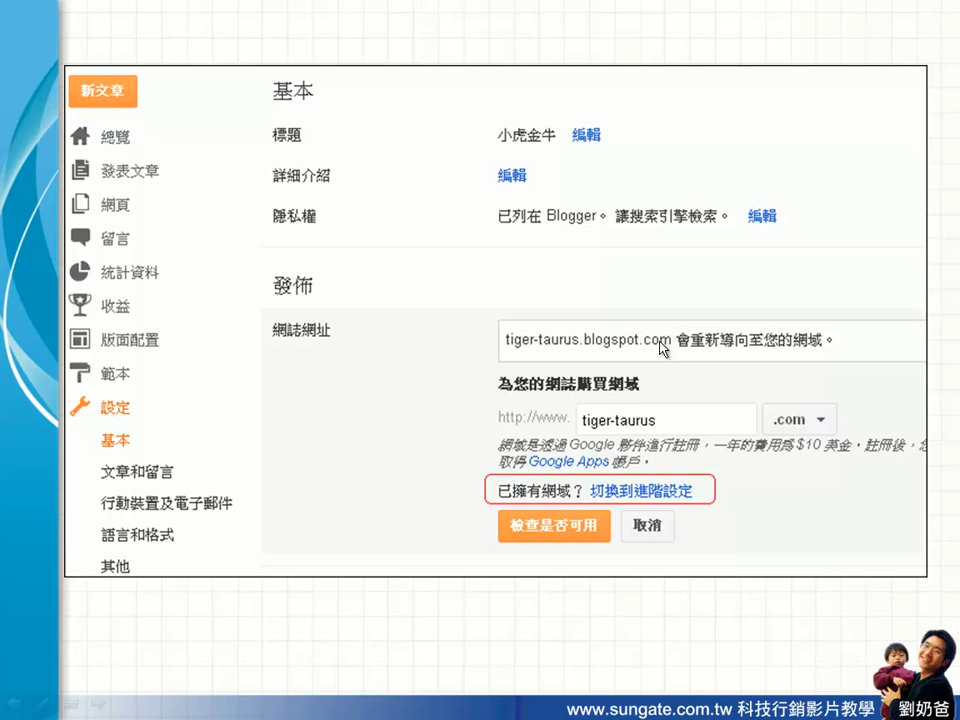 新文章
總覽
發表文章
網頁
留言
統計資料
收益
版面配置
範本
設定
基本
文章和留言
行動裝置及電子郵件
語言和格式
其他
基本
標題 小虎金牛 編輯
詳細介紹 編輯
隱私權 已列在 Blogger。 讓搜索引擎檢索。 編輯
發佈
網誌網址 tiger-taurus.blogspot.com 會重新導向至您的網域。
為您的網誌購買網域
http://www. tiger-taurus .com
網域是透過 Google 夥伴進行註冊，一年的費用為 $10 美金，註冊後，
取得 Google Apps 帳戶，
已擁有網域？ 切換到進階設定
檢查是否可用 取消
www.sungate.com.tw 科技行銷影片教學 劉奶爸